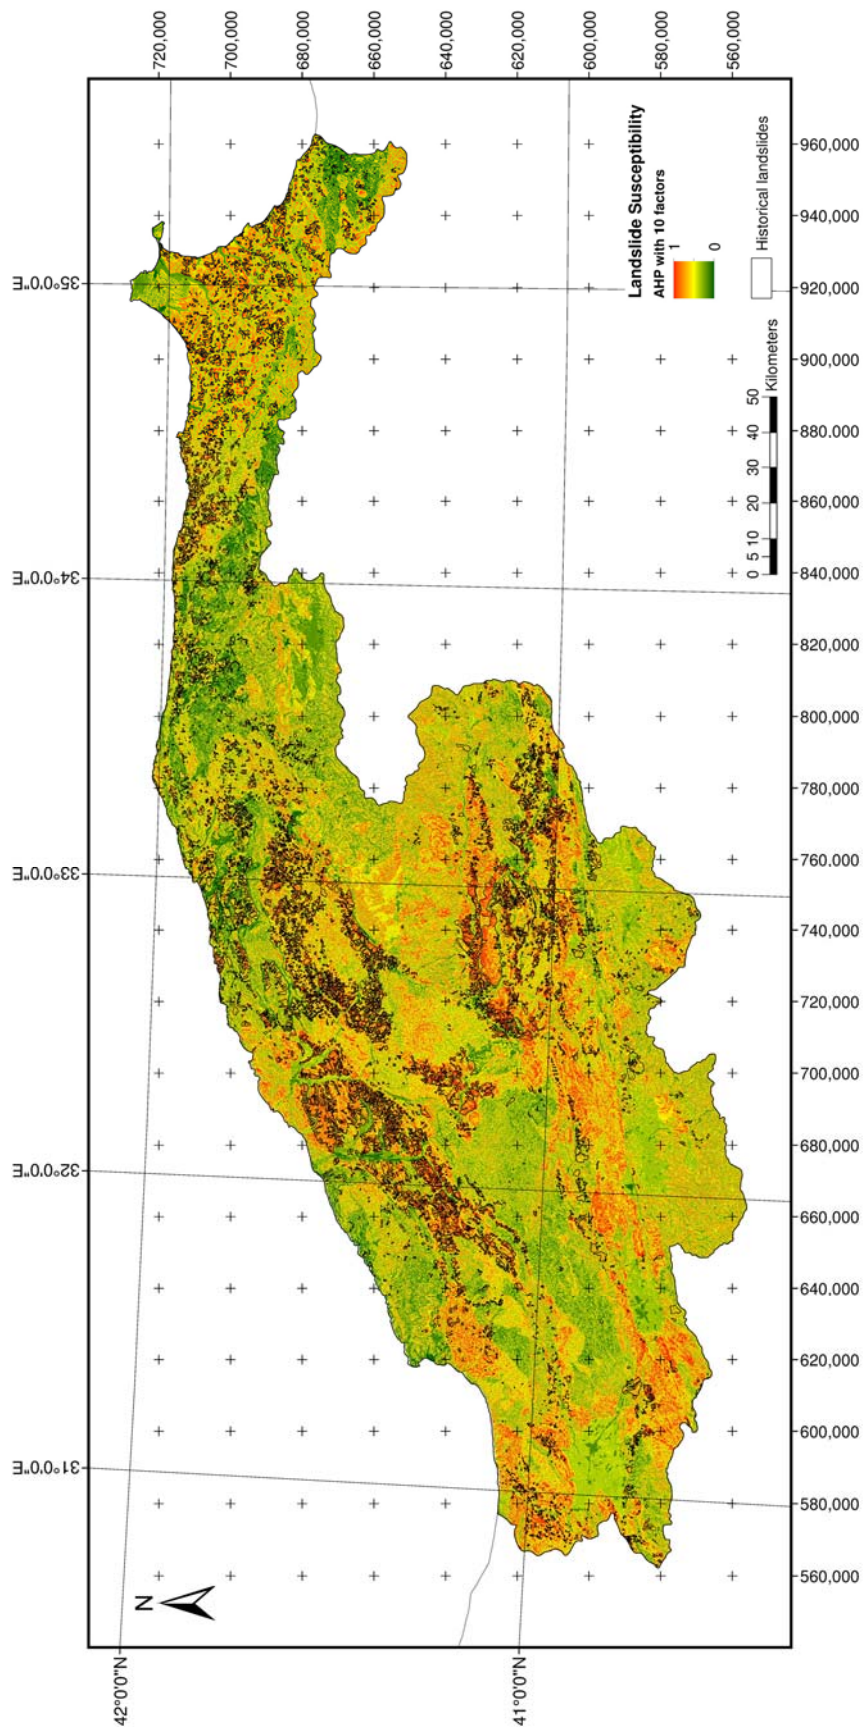 31°0'0"E
32°0'0"E
33°0'0"E
34°0'0"E
35°0'0"E
N
42°0'0"N
41°0'0"N
720,000
700,000
680,000
660,000
640,000
620,000
600,000
580,000
560,000
Landslide Susceptibility
AHP with 10 factors
1
0
Historical landslides
0 5 10 20 30 40 50
Kilometers
560,000
580,000
600,000
620,000
640,000
660,000
680,000
700,000
720,000
740,000
760,000
780,000
800,000
820,000
840,000
860,000
880,000
900,000
920,000
940,000
960,000